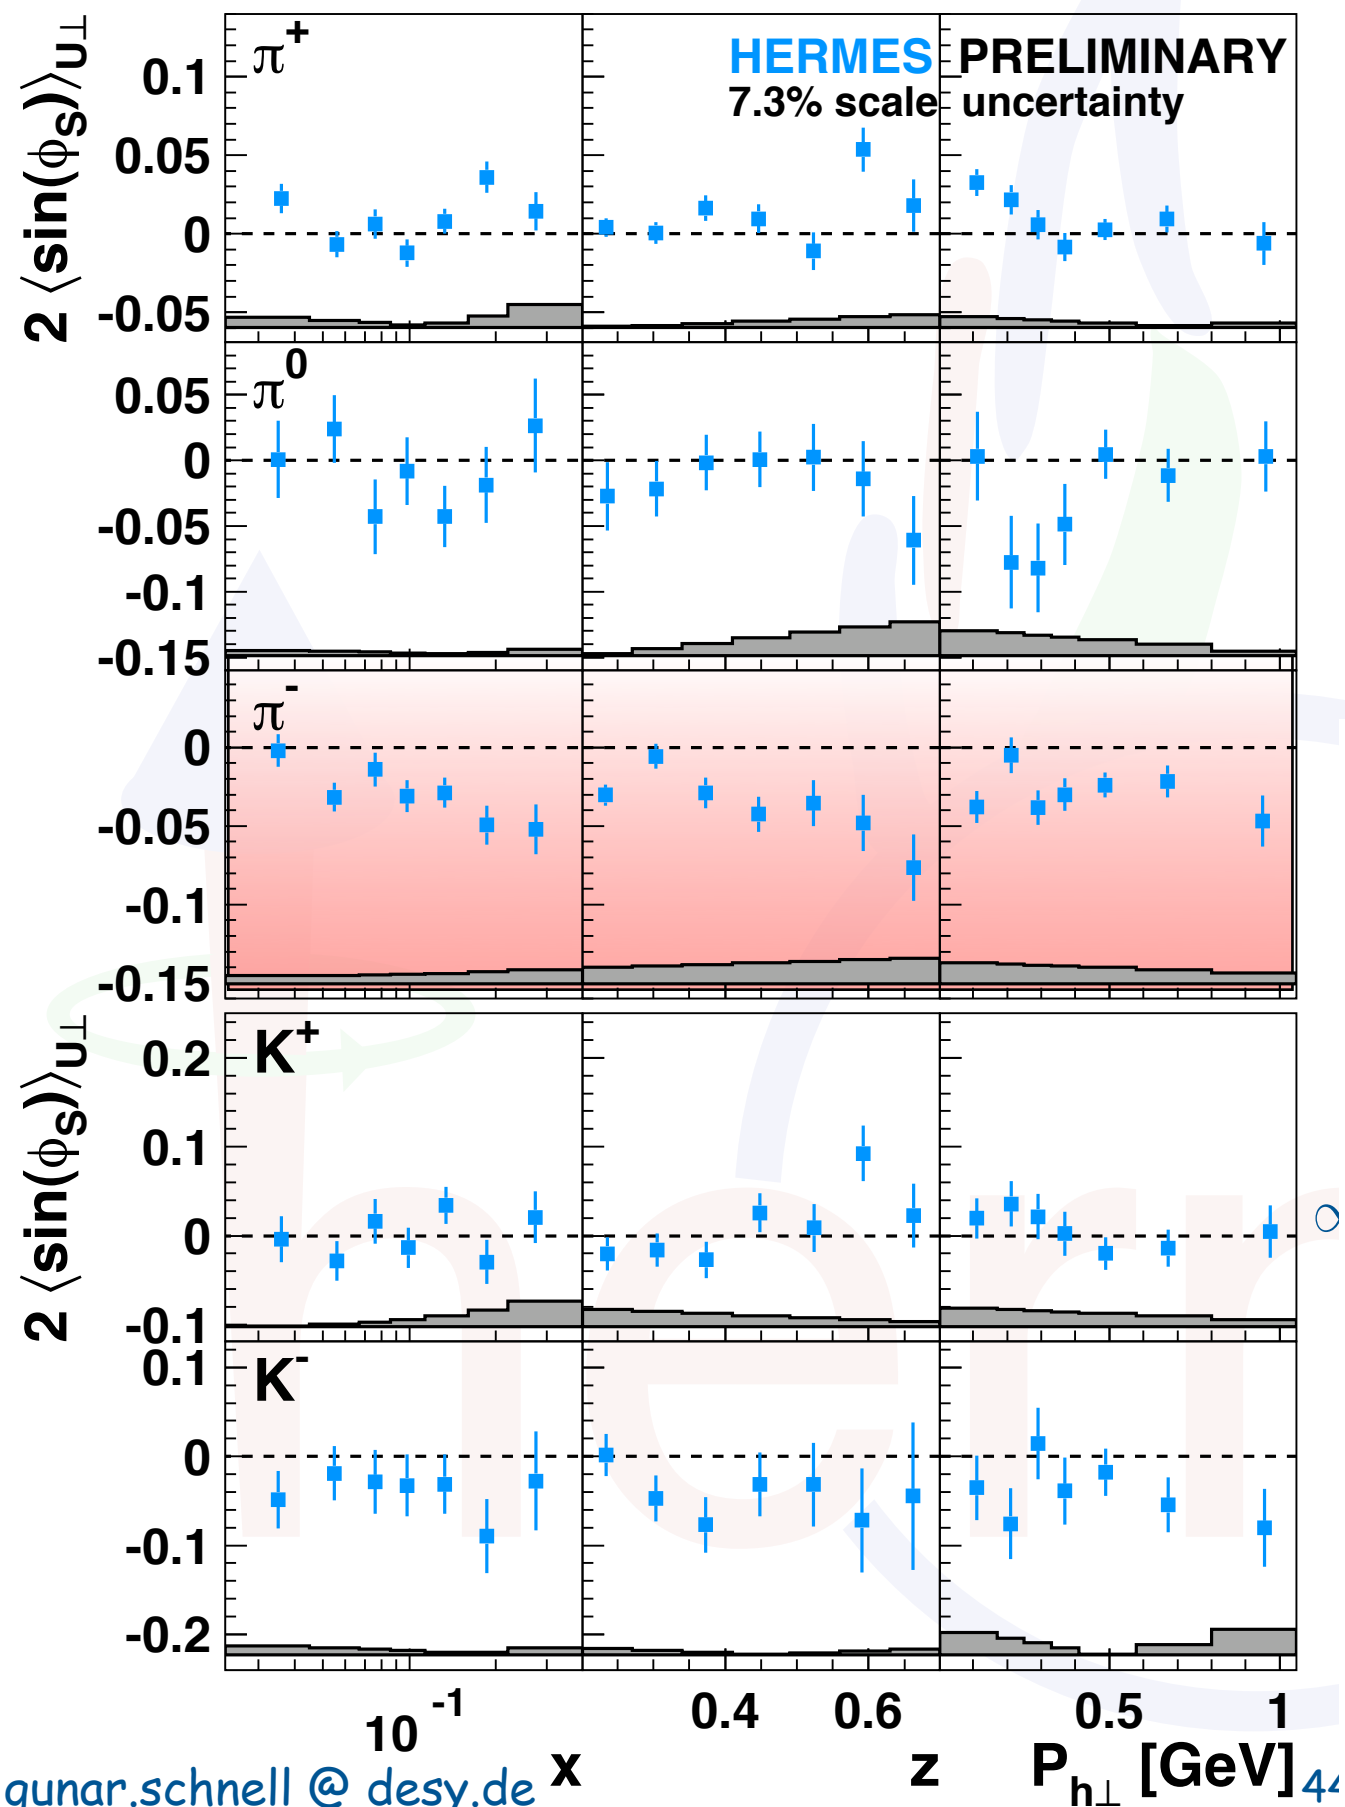 π+
HERMES PRELIMINARY
7.3% scale uncertainty
2 ⟨sin(ϕS)⟩U⊥
0.1
0.05
0
-0.05
π0
0.05
0
-0.05
-0.1
-0.15
π-
0
-0.05
-0.1
-0.15
2 ⟨sin(ϕS)⟩U⊥
K+
0.2
0.1
0
-0.1
K-
0.1
0
-0.1
-0.2
10-1
0.4
0.6
0.5
1
x
z
Ph⊥ [GeV]
gunar.schnell @ desy.de
44